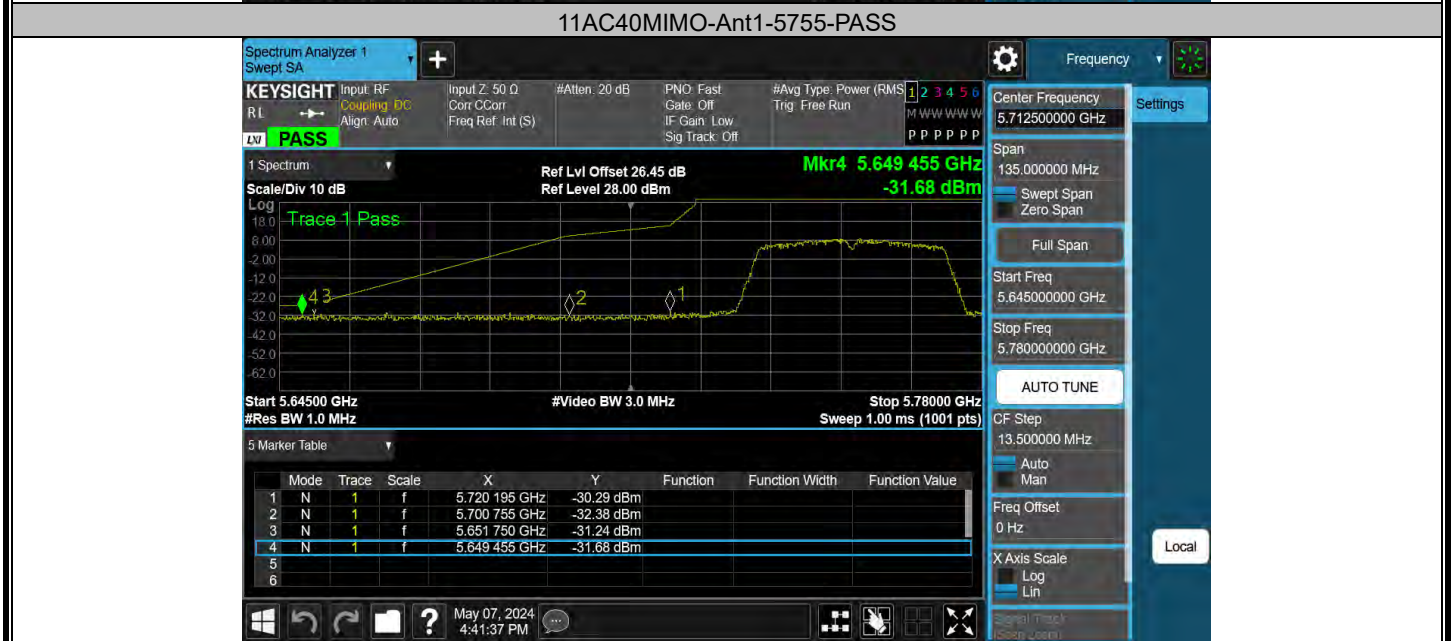 11AC40MIMO-Ant1-5755-PASS
Spectrum Analyzer 1
Swept SA
+
Frequency
KEYSIGHT
RL
LXI PASS
Input: RF
Coupling: DC
Align: Auto
Input Z: 50 Ω
Corr CCorr
Freq Ref: Int (S)
#Atten: 20 dB
PNO: Fast
Gate: Off
IF Gain: Low
Sig Track: Off
#Avg Type: Power (RMS
Trig: Free Run
1 2 3 4 5 6
M W W W W W
P P P P P P
1 Spectrum
Scale/Div 10 dB
Ref Lvl Offset 26.45 dB
Ref Level 28.00 dBm
Mkr4 5.649 455 GHz
-31.68 dBm
Log
Trace 1 Pass
18.0
8.00
-2.00
-12.0
-22.0
-32.0
-42.0
-52.0
-62.0
4 3
2
1
Start 5.64500 GHz
#Video BW 3.0 MHz
Stop 5.78000 GHz
#Res BW 1.0 MHz
Sweep 1.00 ms (1001 pts)
5 Marker Table
Mode Trace Scale X Y Function Function Width Function Value
1 N 1 f 5.720 195 GHz -30.29 dBm
2 N 1 f 5.700 755 GHz -32.38 dBm
3 N 1 f 5.651 750 GHz -31.24 dBm
4 N 1 f 5.649 455 GHz -31.68 dBm
5
6
?
May 07, 2024
4:41:37 PM
Center Frequency
5.712500000 GHz
Settings
Span
135.000000 MHz
Swept Span
Zero Span
Full Span
Start Freq
5.645000000 GHz
Stop Freq
5.780000000 GHz
AUTO TUNE
CF Step
13.500000 MHz
Auto
Man
Freq Offset
0 Hz
Local
X Axis Scale
Log
Lin
Signal Track
(Span Zoom)